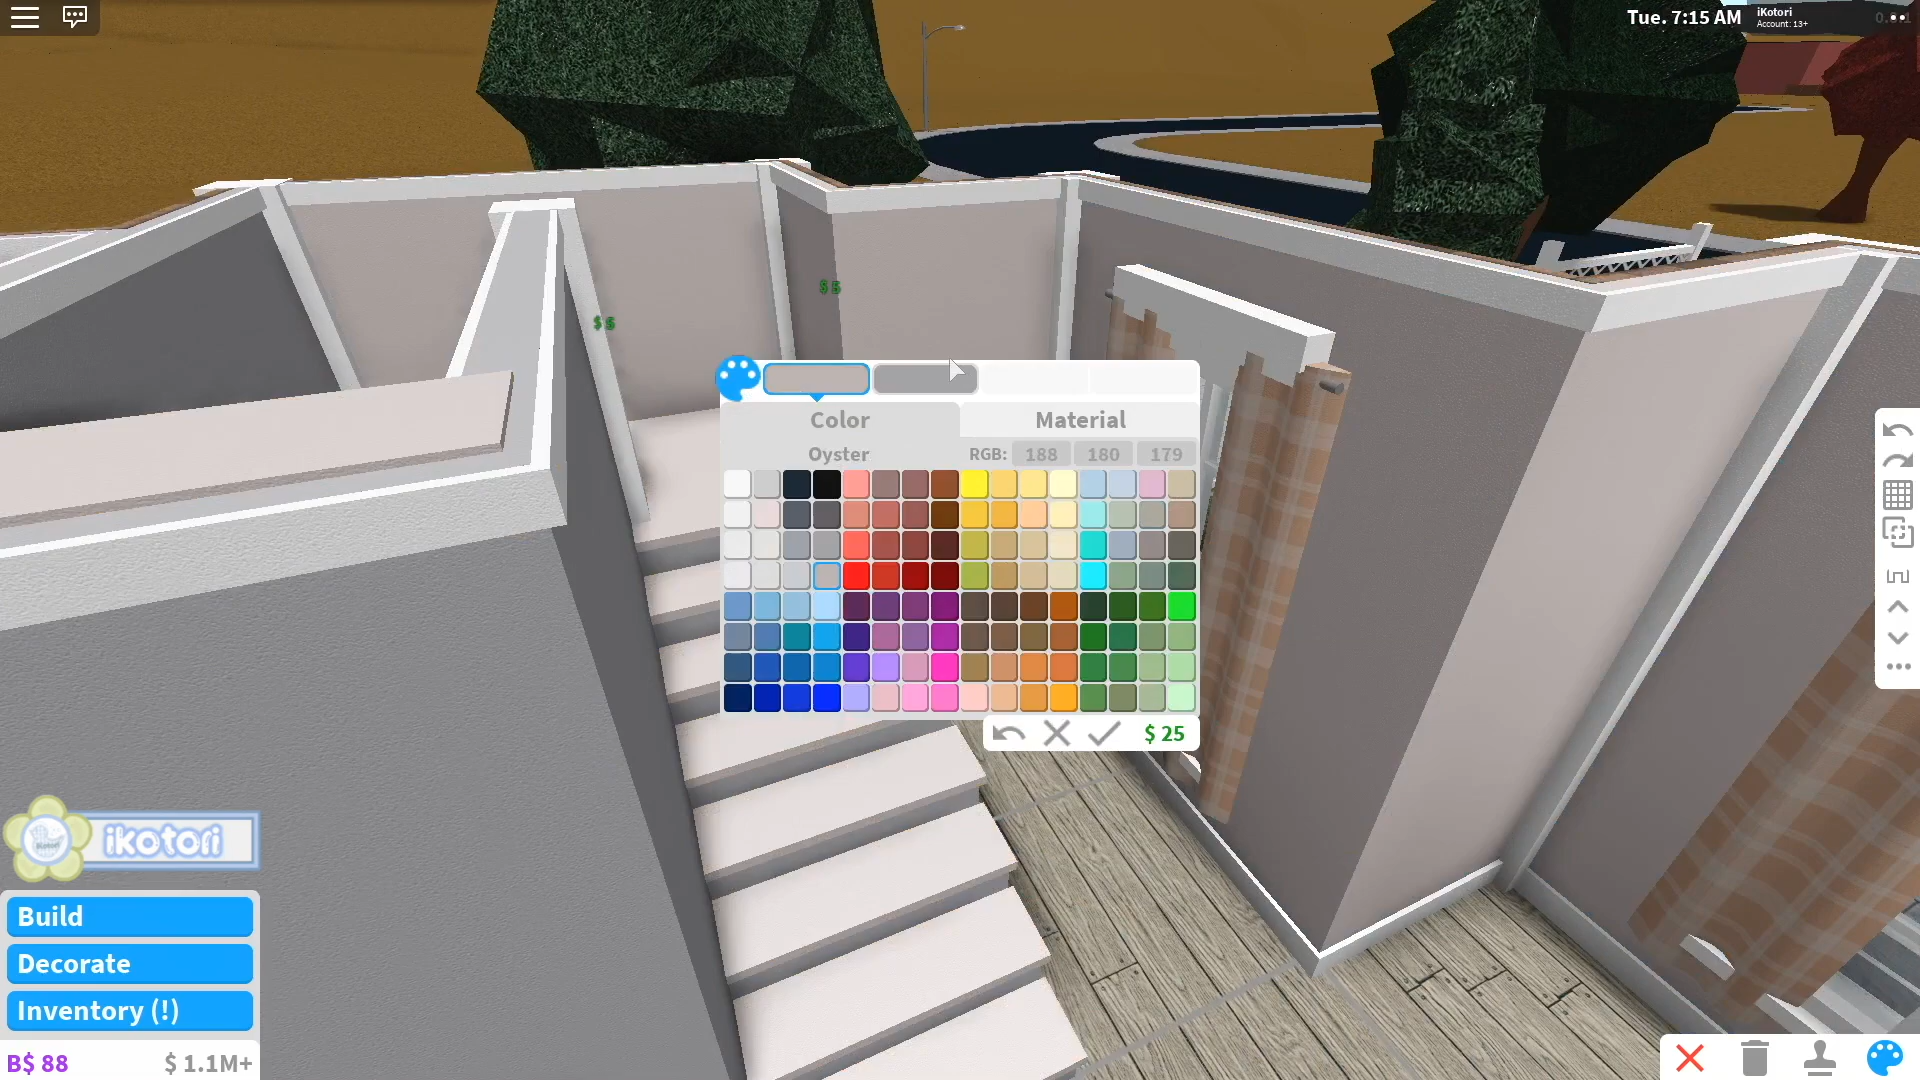 Tue. 7:15 AM
iKotori
Account: 13+
$ 5
Color
Material
Oyster
RGB: 188 180 179
$ 25
ikotori
Build
Decorate
Inventory (!)
B$ 88
$ 1.1M+